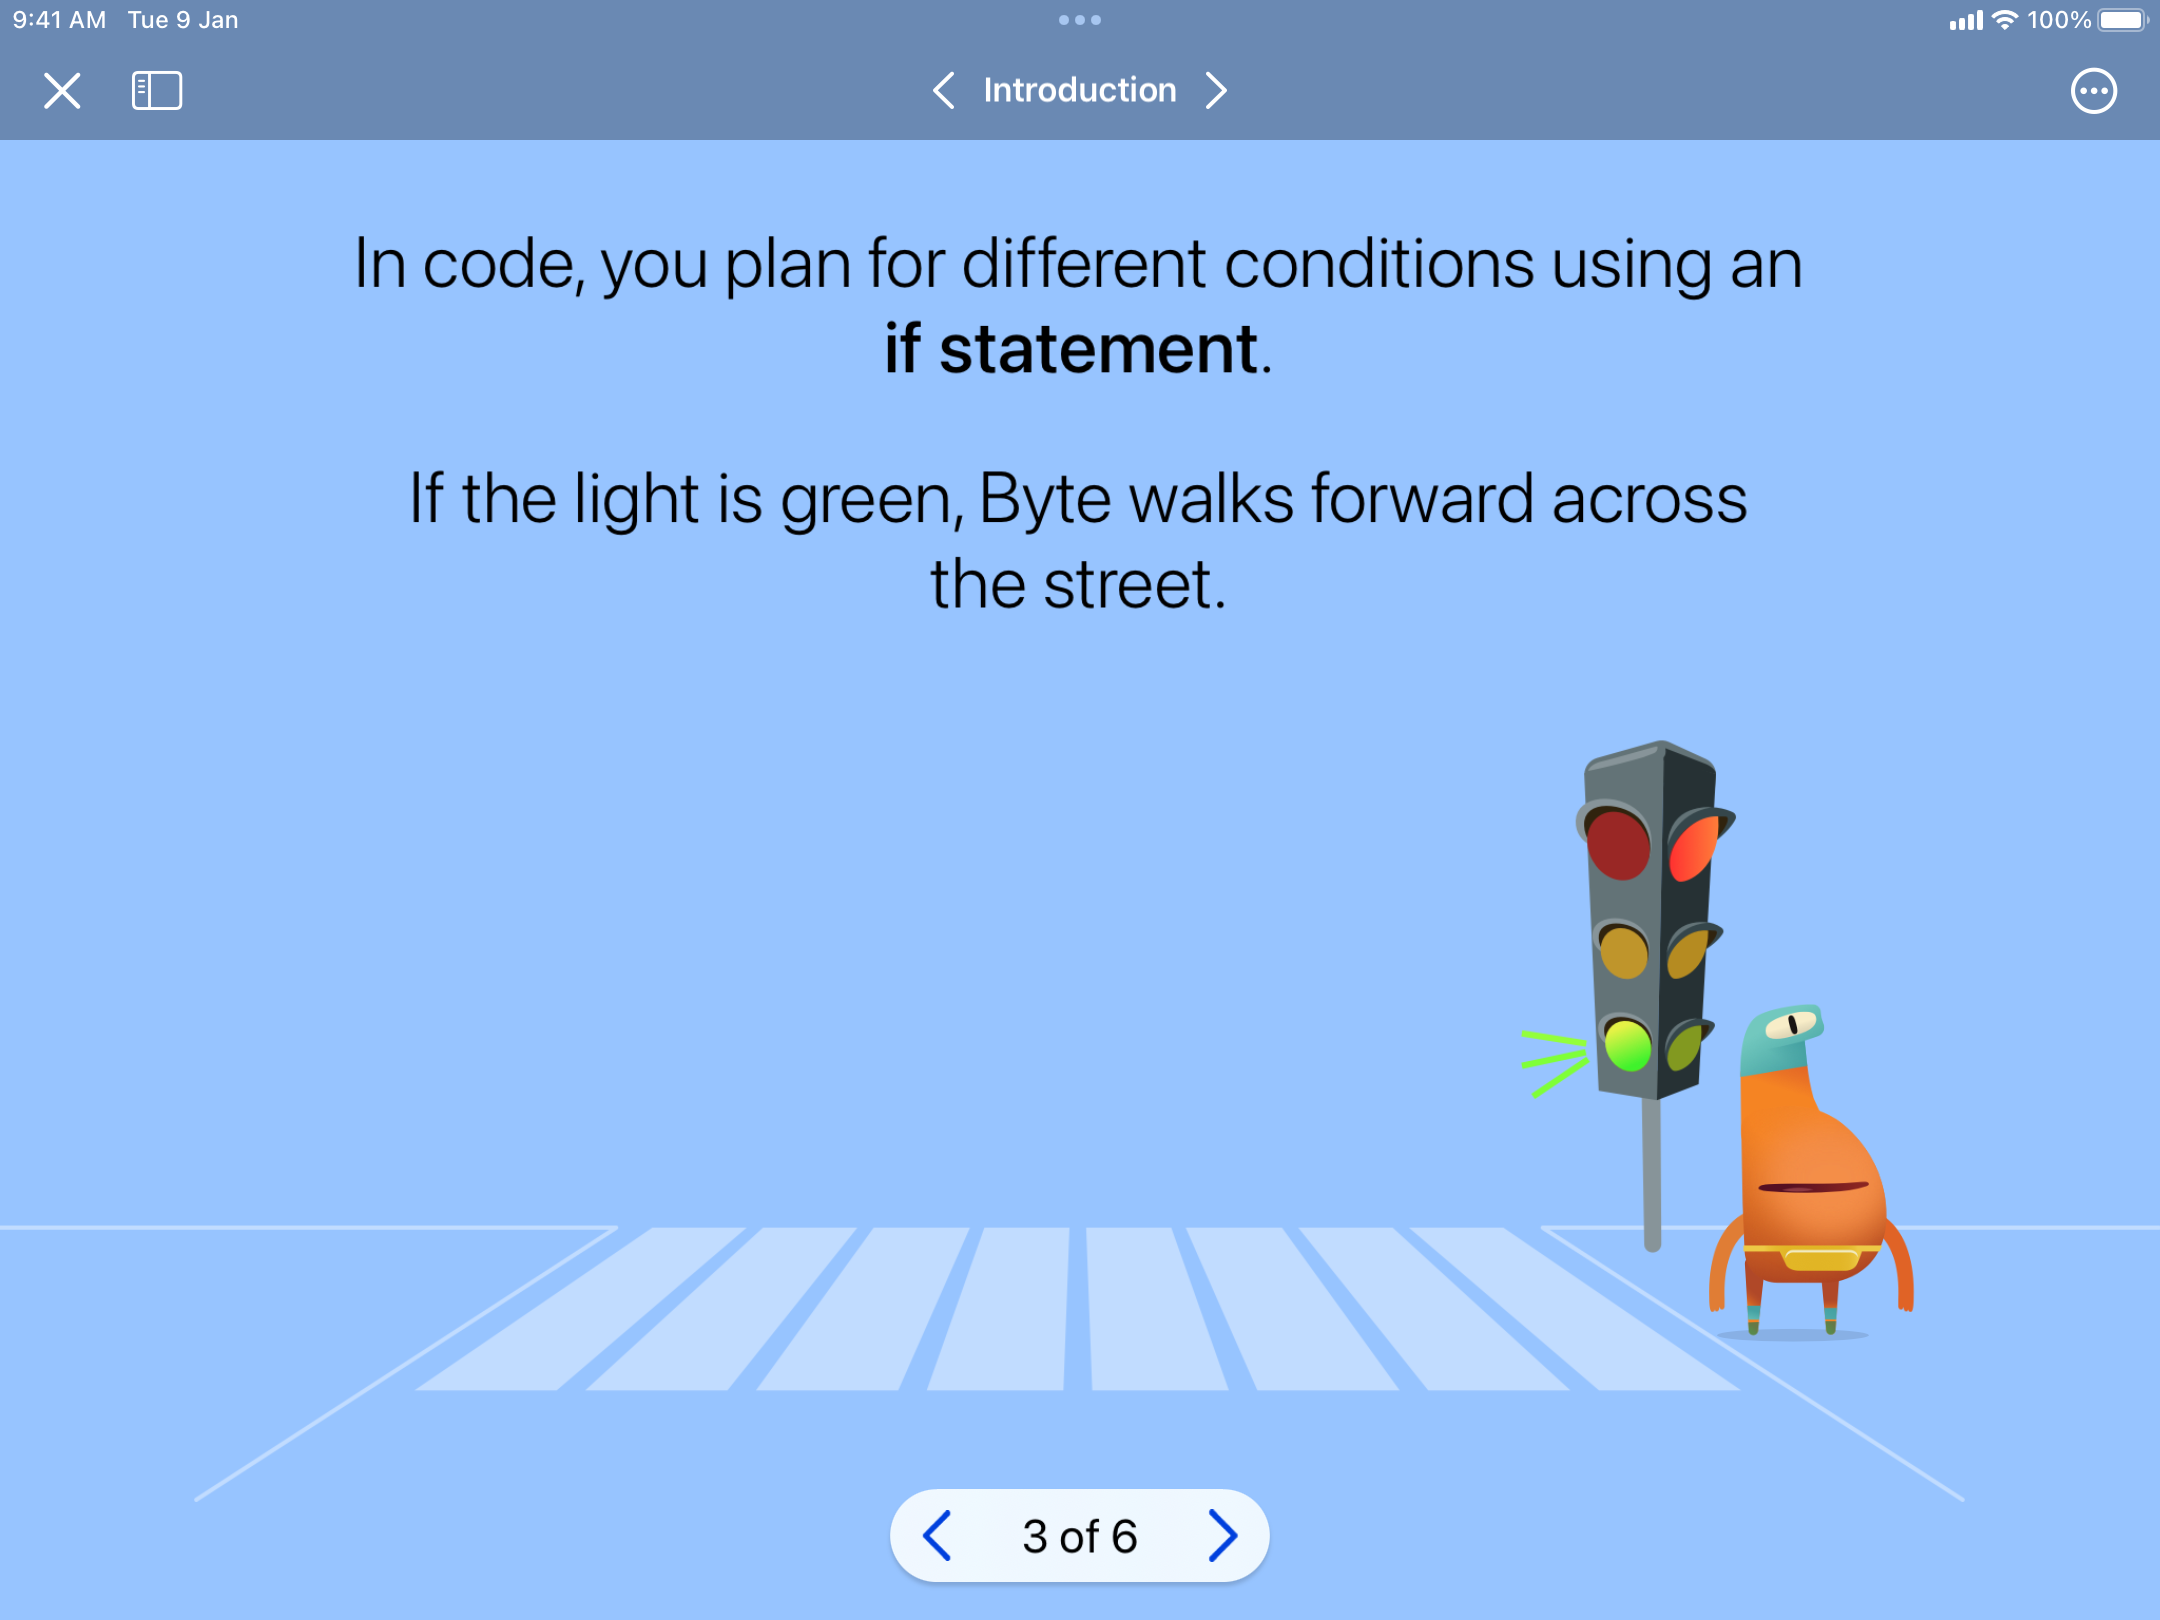 9:41 AM Tue 9 Jan
100%
Introduction
In code, you plan for different conditions using an
if statement.
If the light is green, Byte walks forward across
the street.
3 of 6